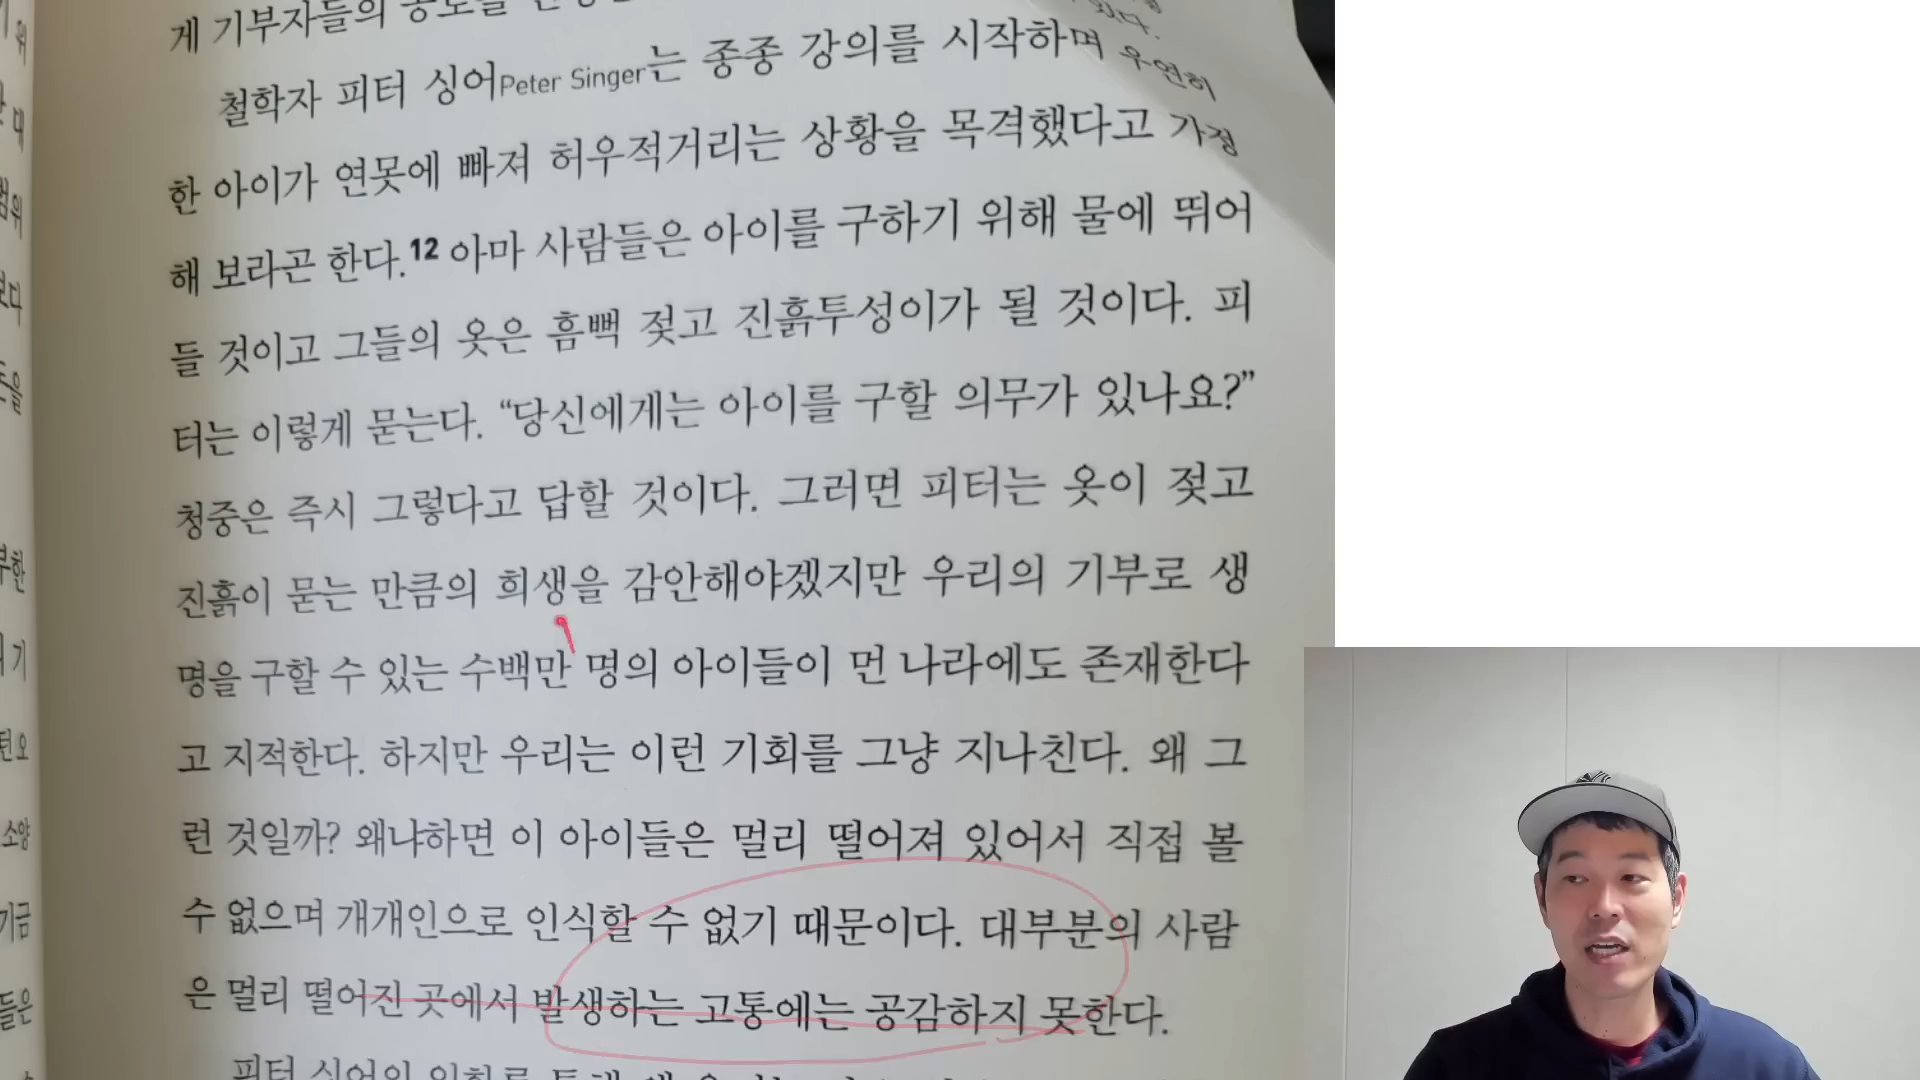 게 기부자들의 공로를
있다.
철학자 피터 싱어Peter Singer는 종종 강의를 시작하며 우연히
한 아이가 연못에 빠져 허우적거리는 상황을 목격했다고 가정
해 보라곤 한다.12 아마 사람들은 아이를 구하기 위해 물에 뛰어
들 것이고 그들의 옷은 흠뻑 젖고 진흙투성이가 될 것이다. 피
터는 이렇게 묻는다. “당신에게는 아이를 구할 의무가 있나요?”
청중은 즉시 그렇다고 답할 것이다. 그러면 피터는 옷이 젖고
진흙이 묻는 만큼의 희생을 감안해야겠지만 우리의 기부로 생
명을 구할 수 있는 수백만 명의 아이들이 먼 나라에도 존재한다
고 지적한다. 하지만 우리는 이런 기회를 그냥 지나친다. 왜 그
런 것일까? 왜냐하면 이 아이들은 멀리 떨어져 있어서 직접 볼
수 없으며 개개인으로 인식할 수 없기 때문이다. 대부분의 사람
은 멀리 떨어진 곳에서 발생하는 고통에는 공감하지 못한다.
피터 싱어의